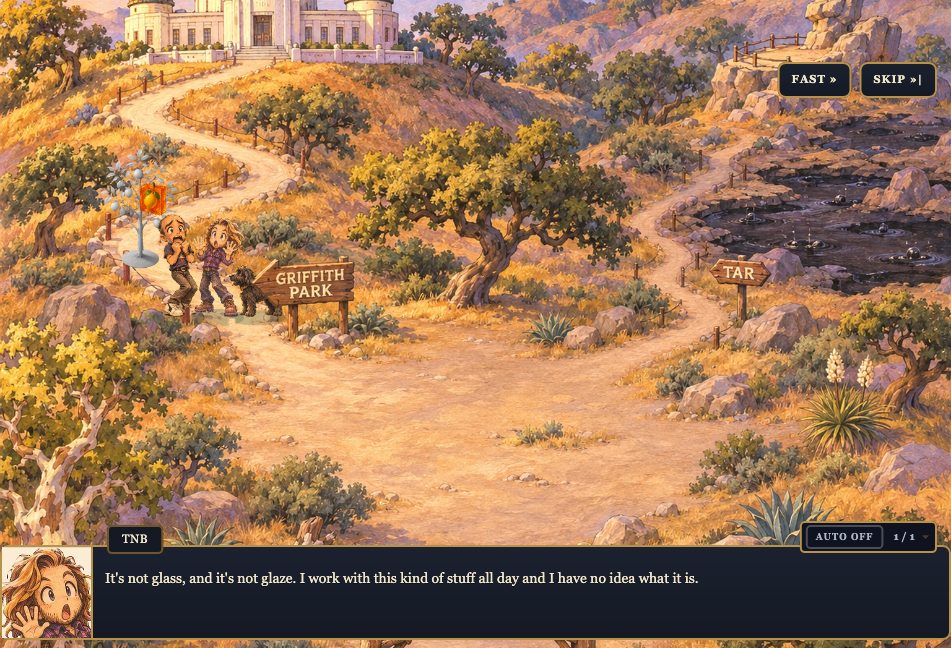 FAST »
SKIP »|
GRIFFITH
PARK
TAR
TNB
AUTO OFF
1 / 1
It's not glass, and it's not glaze. I work with this kind of stuff all day and I have no idea what it is.